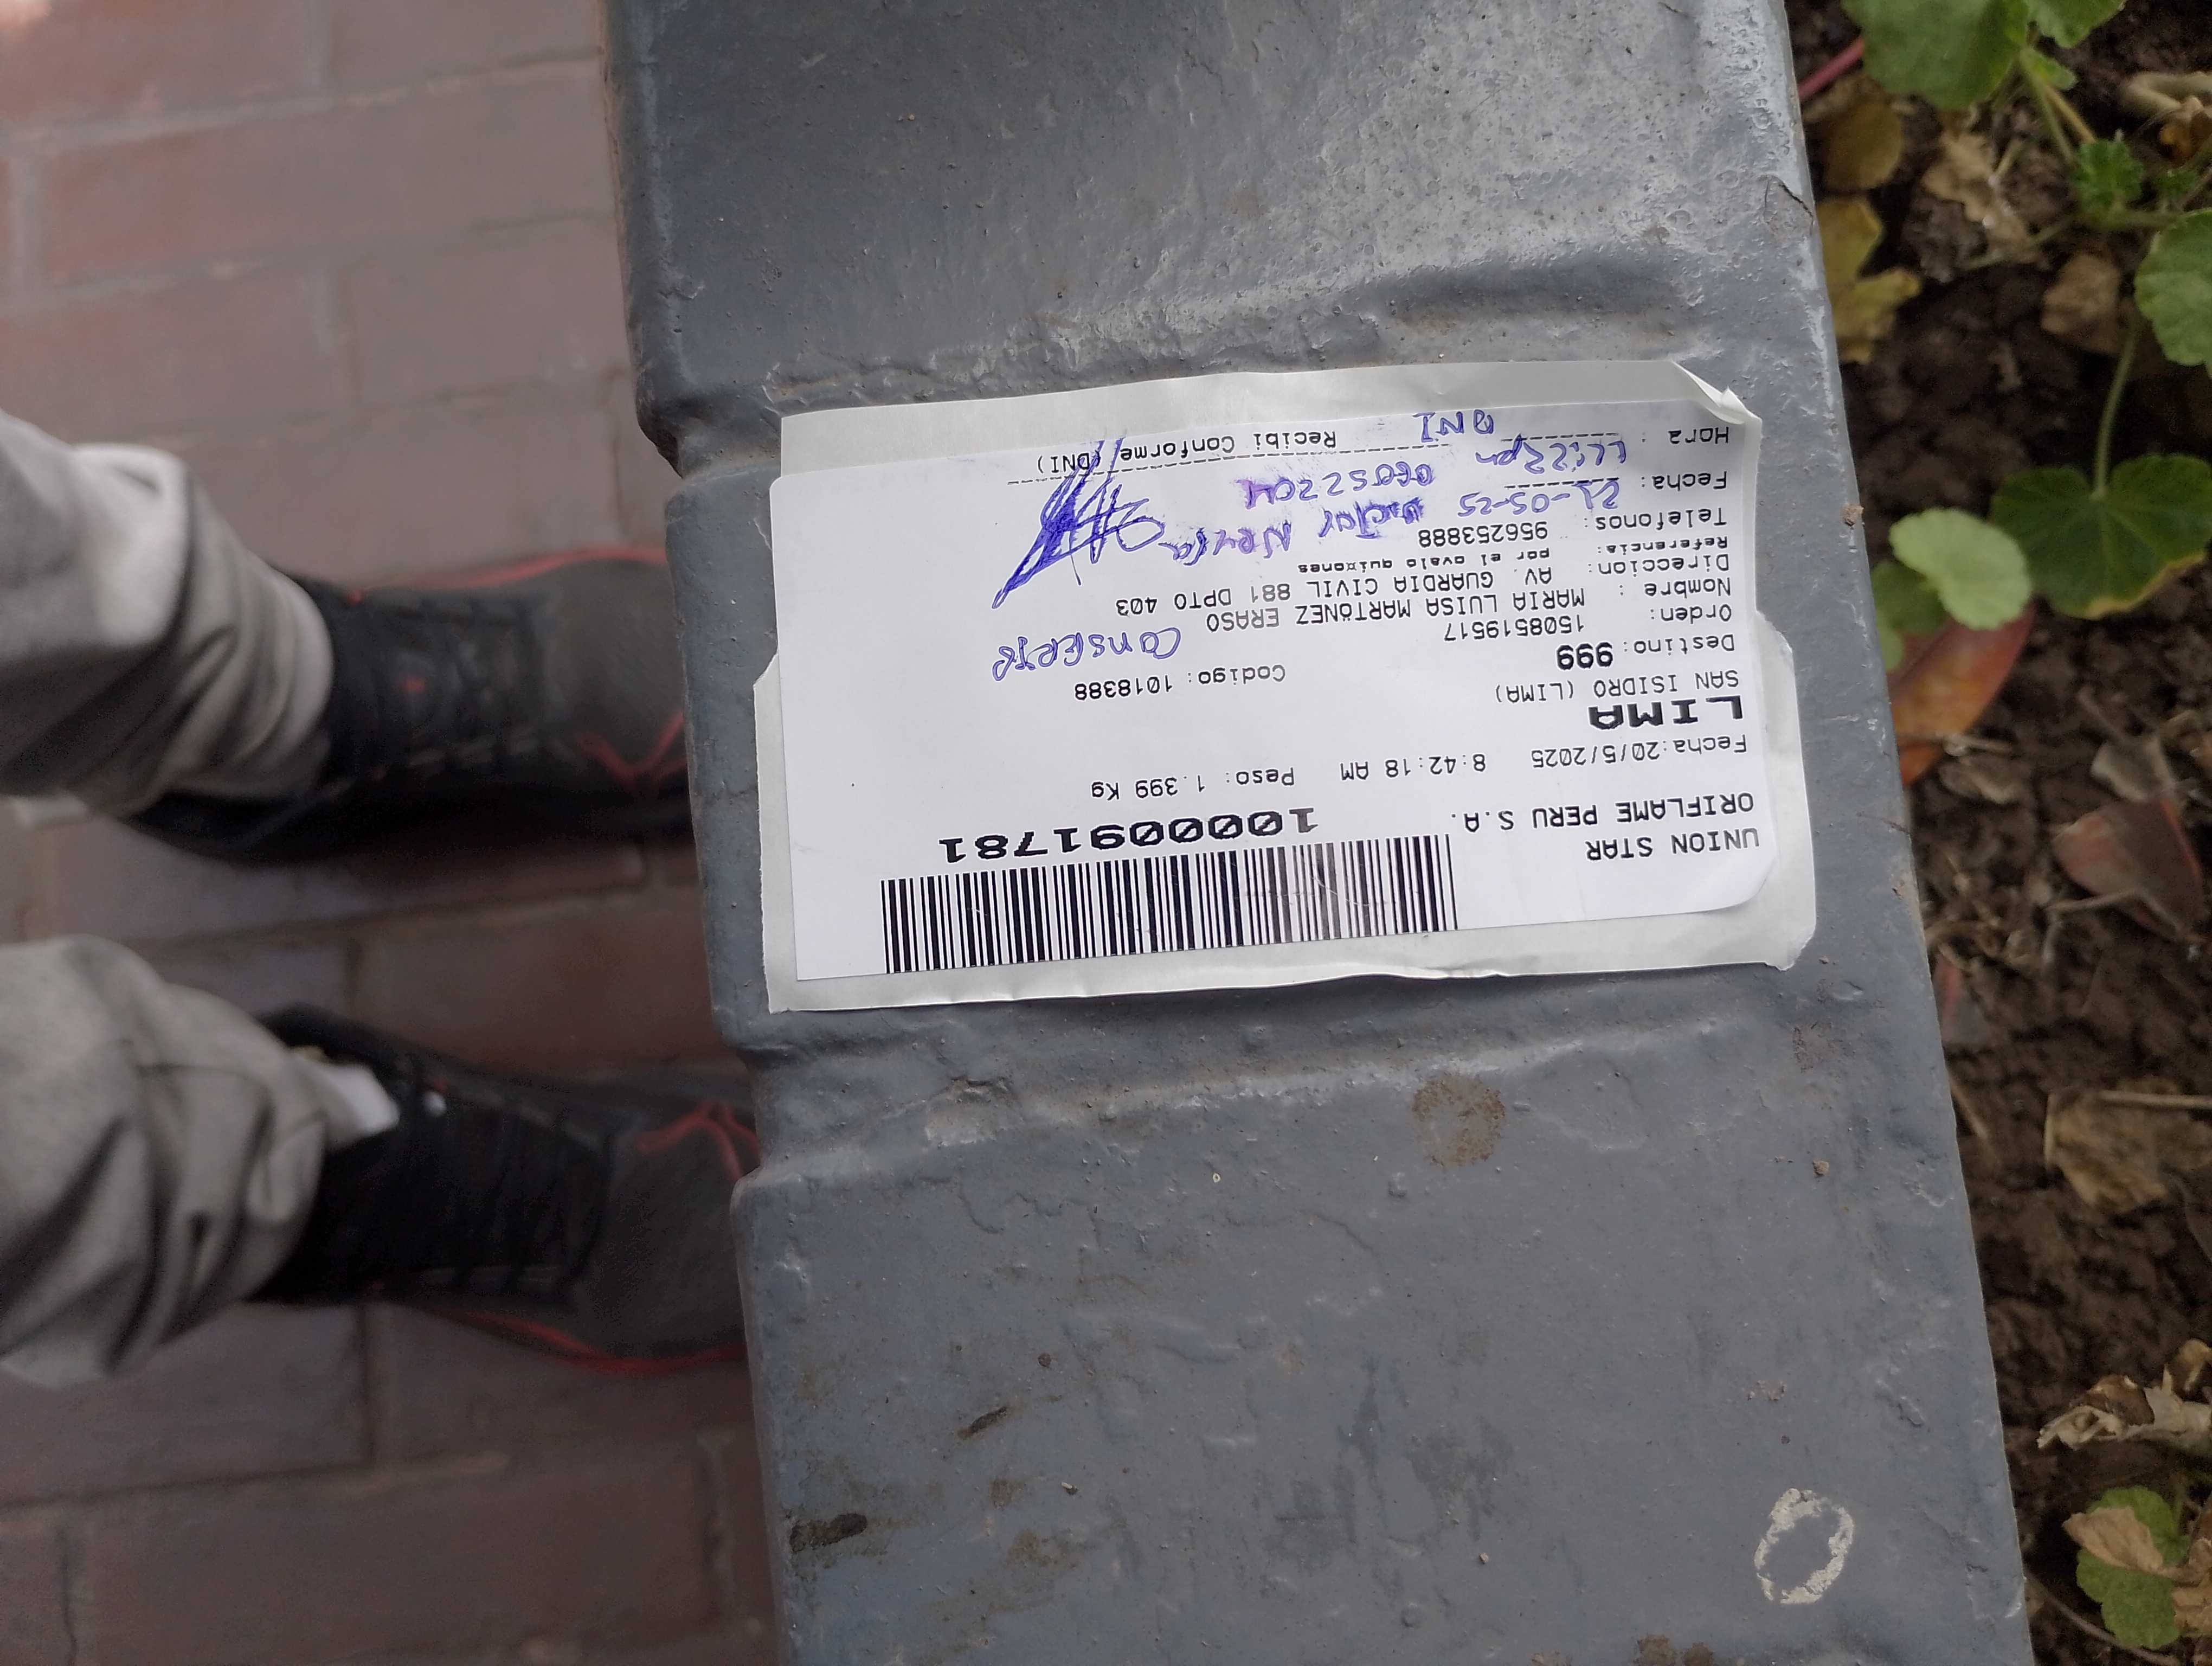 UNION STAR
ORIFLAME PERU S.A.
1000091781
Fecha:20/5/2025 8:42:18 AM Peso: 1.399 Kg
LIMA
SAN ISIDRO (LIMA) Codigo: 1018388
Destino: 999
Orden: 1508519517
Nombre : MARIA LUISA MARTÖNEZ ERASO
Direccion: AV. GUARDIA CIVIL 881 DPTO 403
Referencia: por el ovalo quiñones
Telefonos: 956253888
Fecha: 21-05-25
Hora :
DNI
Recibi Conforme (DNI)